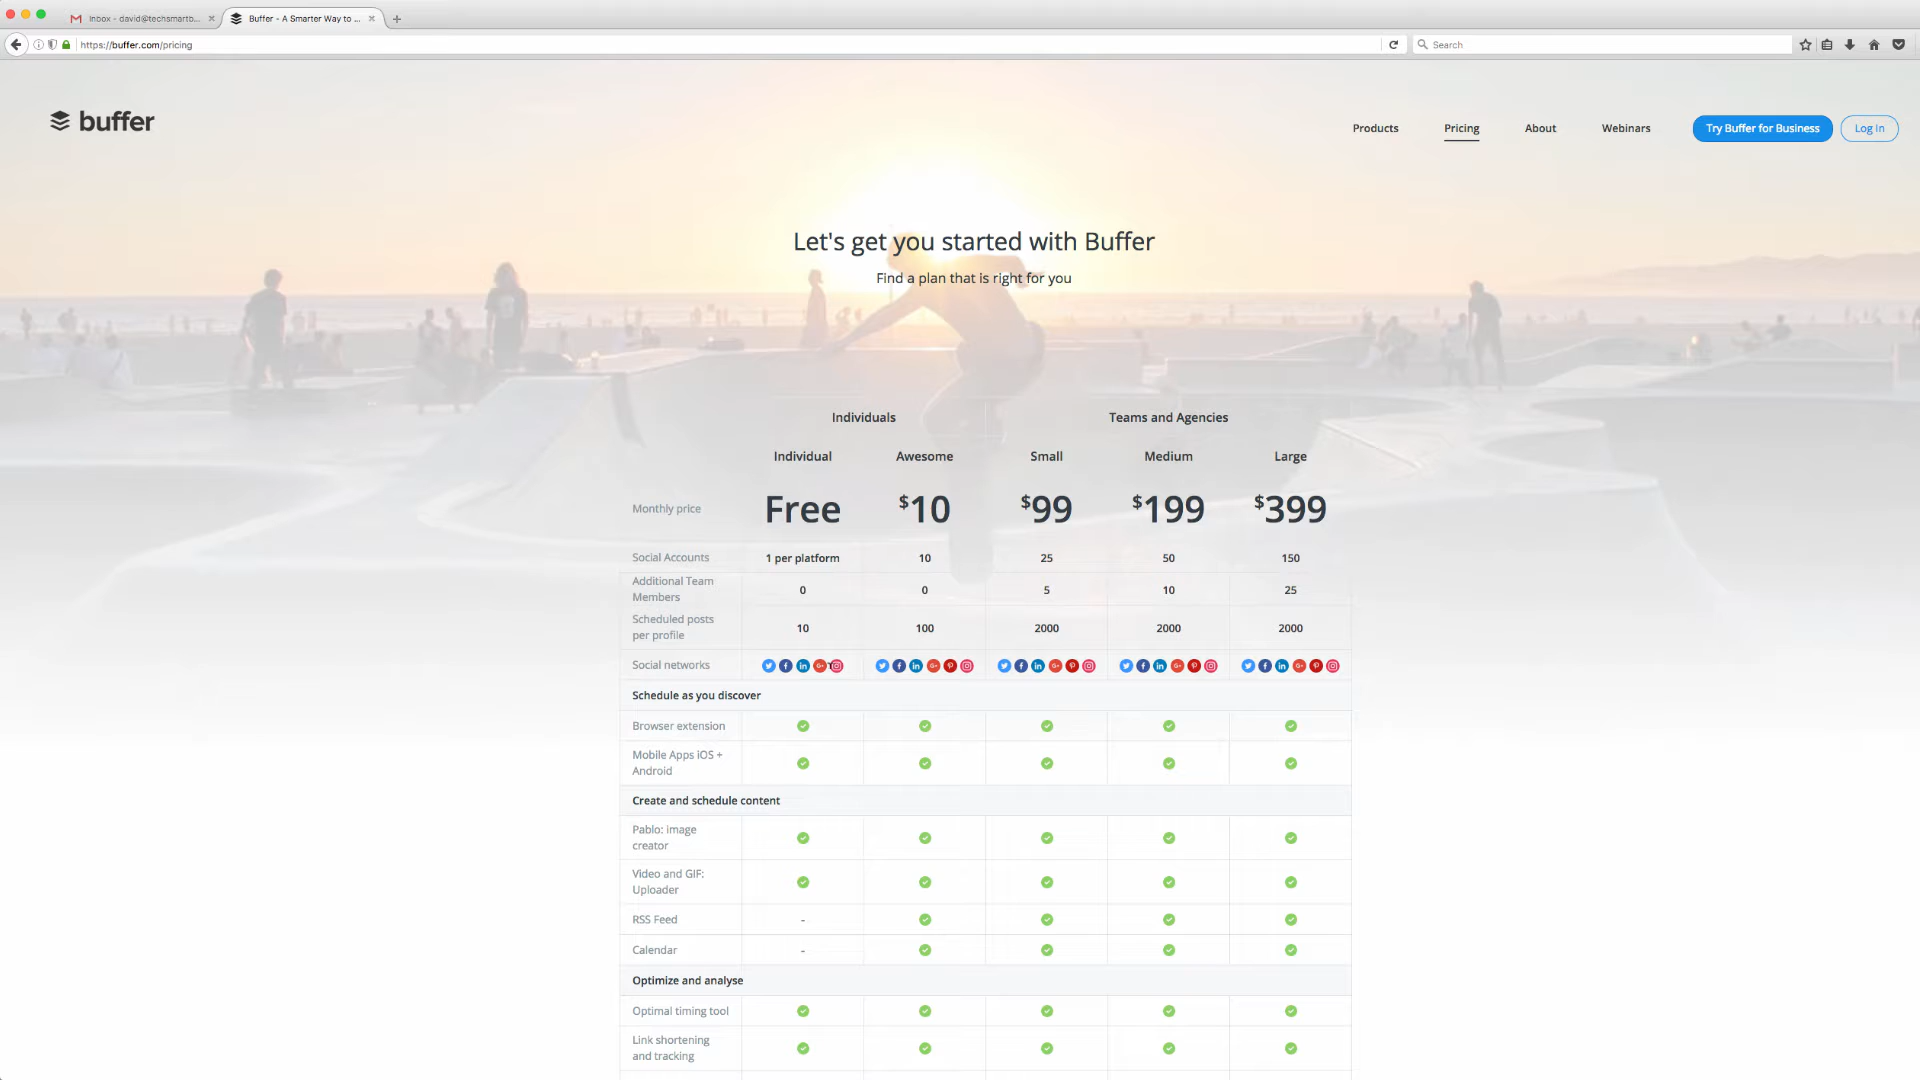 Inbox - david@techsmartb...
Buffer - A Smarter Way to ...
https://buffer.com/pricing
Search
buffer
Products Pricing About Webinars Try Buffer for Business Log In
Let's get you started with Buffer
Find a plan that is right for you
Individuals Teams and Agencies
Individual Awesome Small Medium Large
Monthly price Free $10 $99 $199 $399
Social Accounts 1 per platform 10 25 50 150
Additional Team
Members 0 0 5 10 25
Scheduled posts
per profile 10 100 2000 2000 2000
Social networks
Schedule as you discover
Browser extension
Mobile Apps iOS +
Android
Create and schedule content
Pablo: image
creator
Video and GIF:
Uploader
RSS Feed -
Calendar -
Optimize and analyse
Optimal timing tool
Link shortening
and tracking